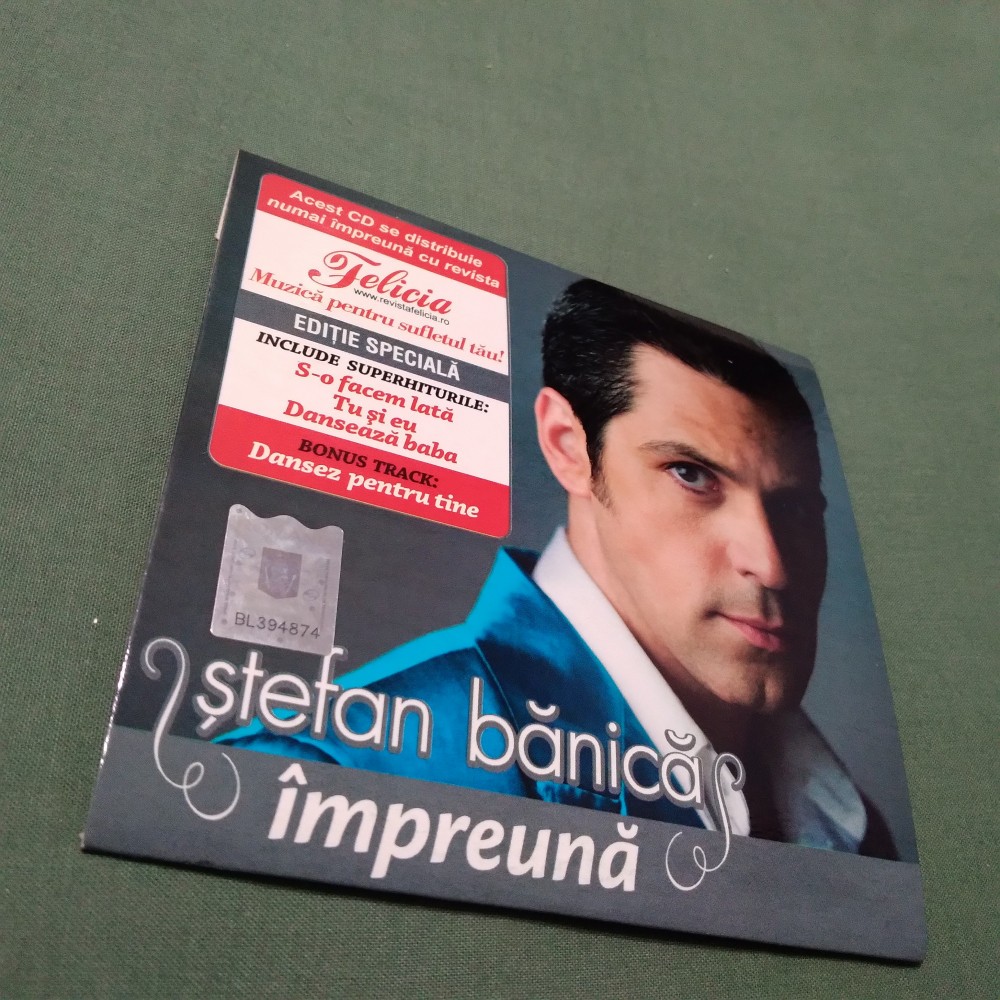 Acest CD se distribuie
numai împreună cu revista
Felicia
www.revistafelicia.ro
Muzică pentru sufletul tău!
EDIȚIE SPECIALĂ
INCLUDE SUPERHITURILE:
S-o facem lată
Tu și eu
Dansează baba
BONUS TRACK:
Dansez pentru tine
BL394874
ștefan bănică
împreună